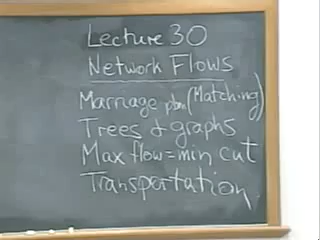 Lecture 30
Network Flows
Marriage pbm (Matching)
Trees & graphs
Max flow = min cut
Transportation